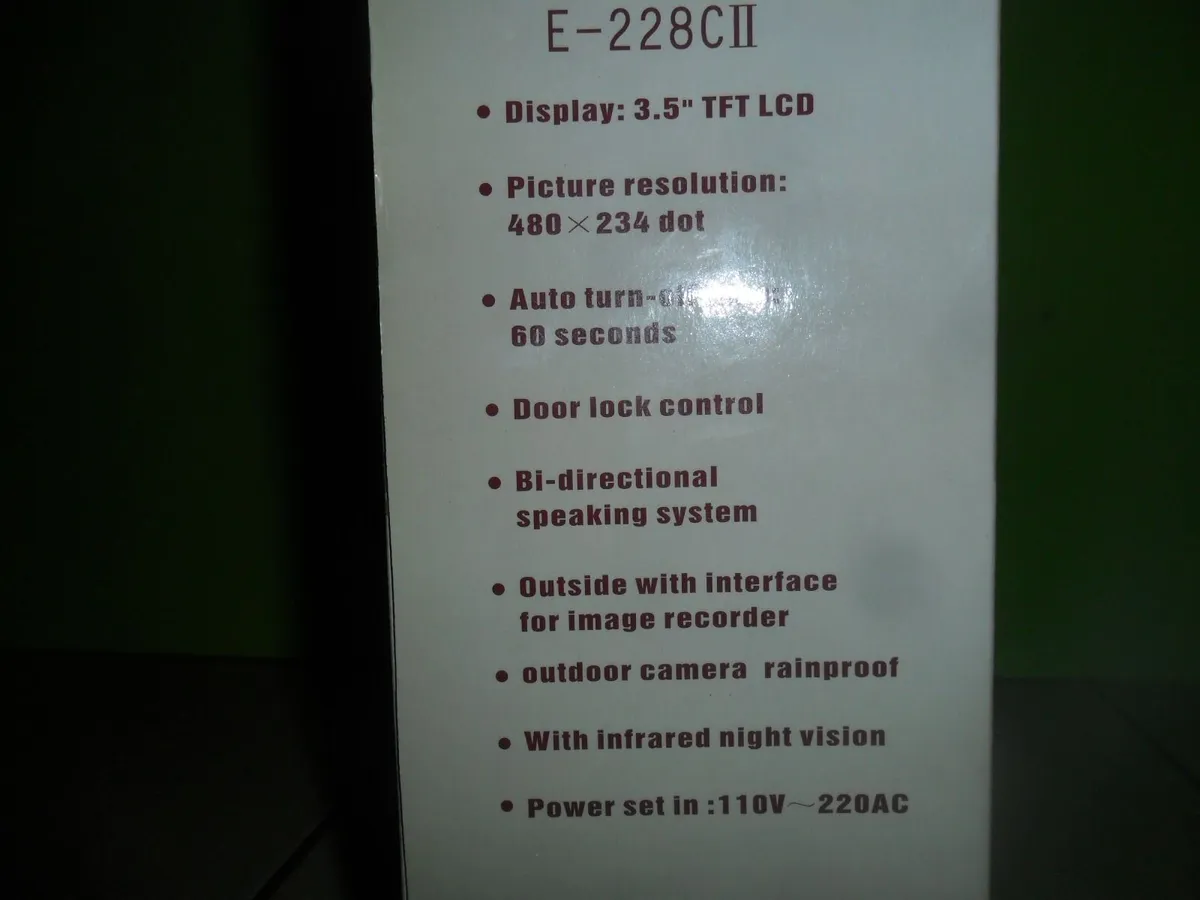 E-228CⅡ
• Display: 3.5" TFT LCD
• Picture resolution:
480×234 dot
• Auto turn-
60 seconds
• Door lock control
• Bi-directional
speaking system
• Outside with interface
for image recorder
• outdoor camera rainproof
• With infrared night vision
• Power set in :110V～220AC